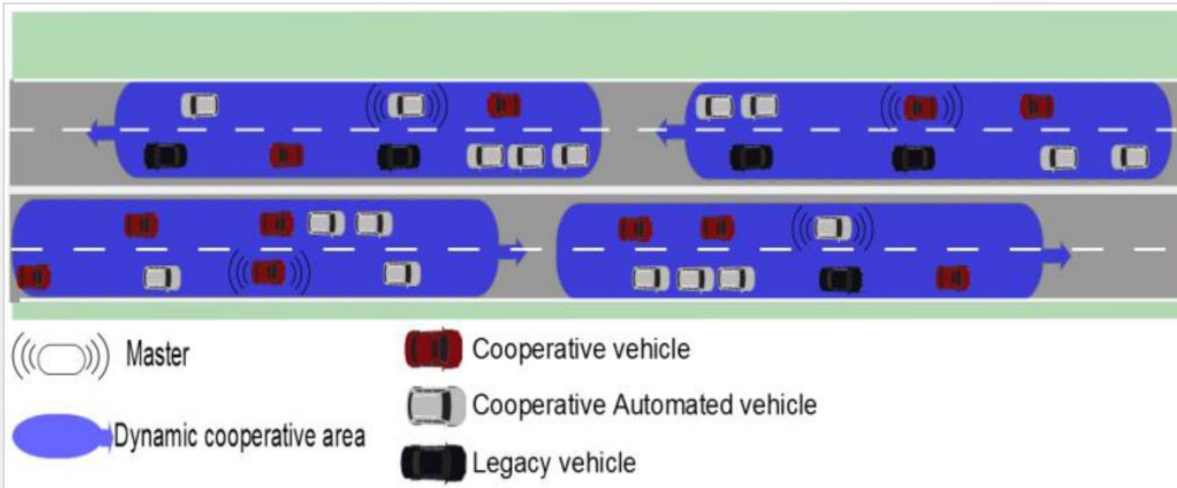 Master
Dynamic cooperative area
Cooperative vehicle
Cooperative Automated vehicle
Legacy vehicle